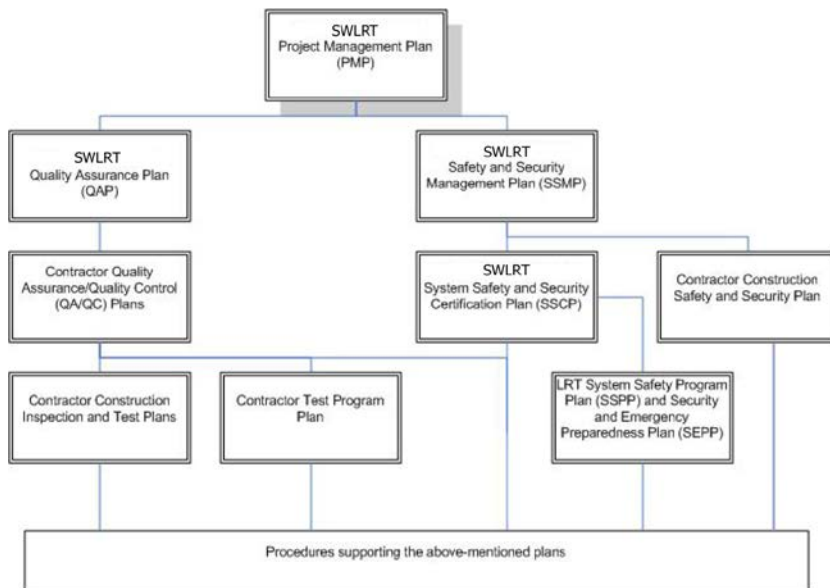 SWLRT
Project Management Plan
(PMP)
SWLRT
Quality Assurance Plan
(QAP)
SWLRT
Safety and Security
Management Plan (SSMP)
Contractor Quality
Assurance/Quality Control
(QA/QC) Plans
SWLRT
System Safety and Security
Certification Plan (SSCP)
Contractor Construction
Safety and Security Plan
Contractor Construction
Inspection and Test Plans
Contractor Test Program
Plan
LRT System Safety Program
Plan (SSPP) and Security
and Emergency
Preparedness Plan (SEPP)
Procedures supporting the above-mentioned plans